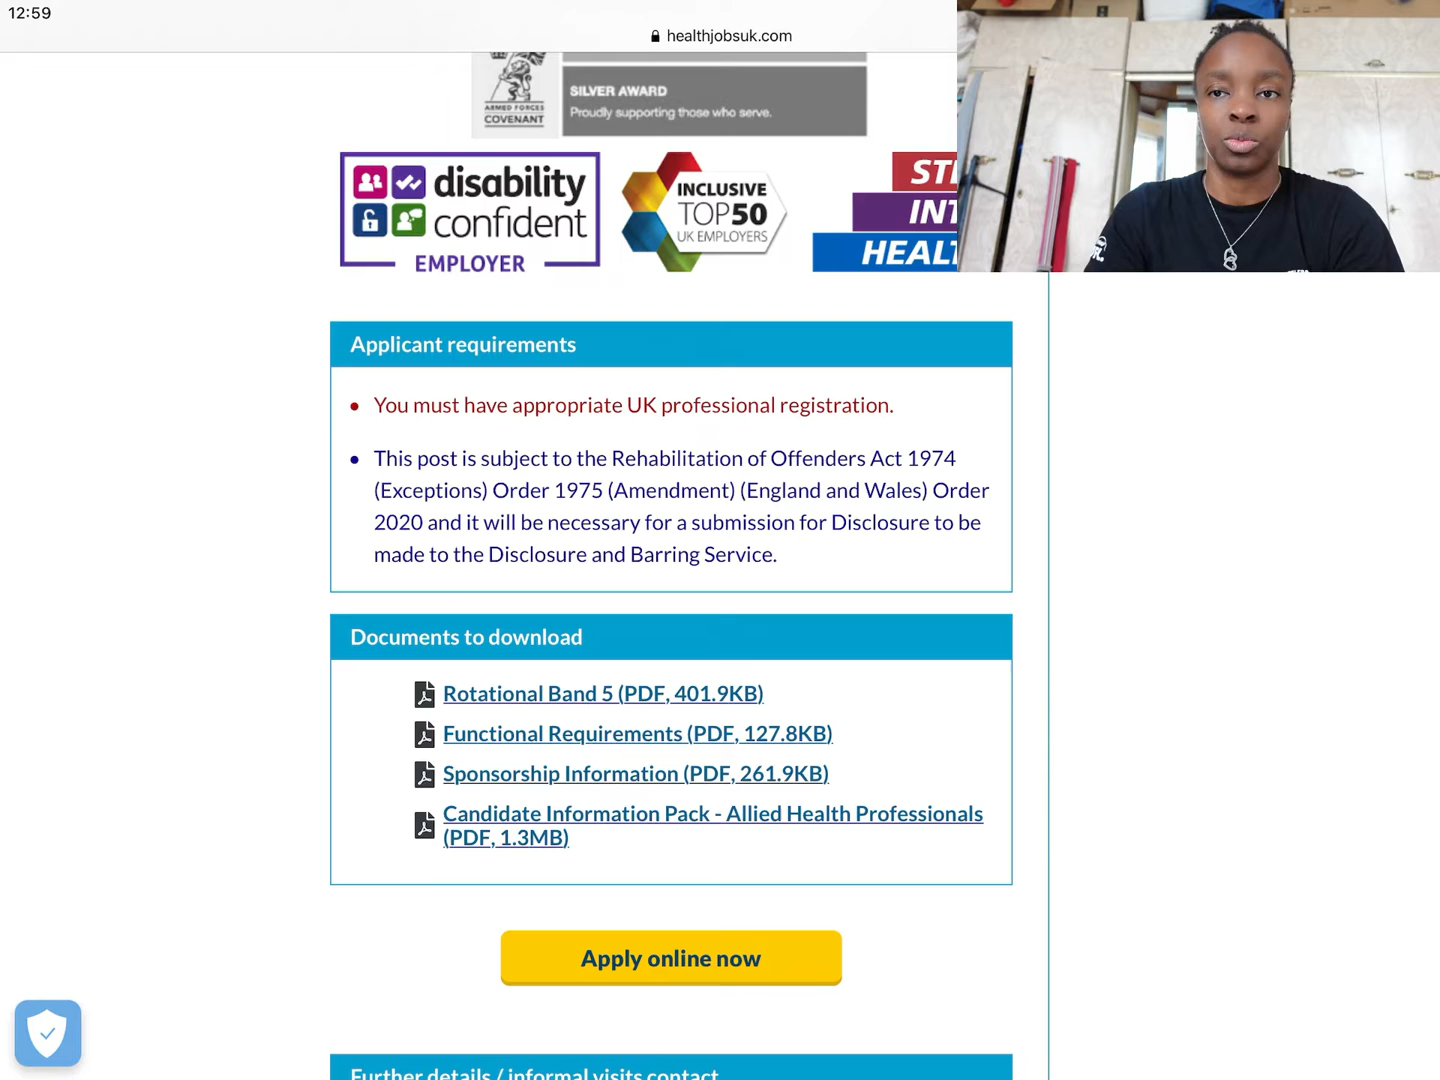 12:59
healthjobsuk.com
ARMED FORCES
COVENANT
SILVER AWARD
Proudly supporting those who serve.
disability
confident
EMPLOYER
INCLUSIVE
TOP50
UK EMPLOYERS
HEAL
Applicant requirements
• You must have appropriate UK professional registration.
• This post is subject to the Rehabilitation of Offenders Act 1974
(Exceptions) Order 1975 (Amendment) (England and Wales) Order
2020 and it will be necessary for a submission for Disclosure to be
made to the Disclosure and Barring Service.
Documents to download
Rotational Band 5 (PDF, 401.9KB)
Functional Requirements (PDF, 127.8KB)
Sponsorship Information (PDF, 261.9KB)
Candidate Information Pack - Allied Health Professionals
(PDF, 1.3MB)
Apply online now
Further details / informal visits contact